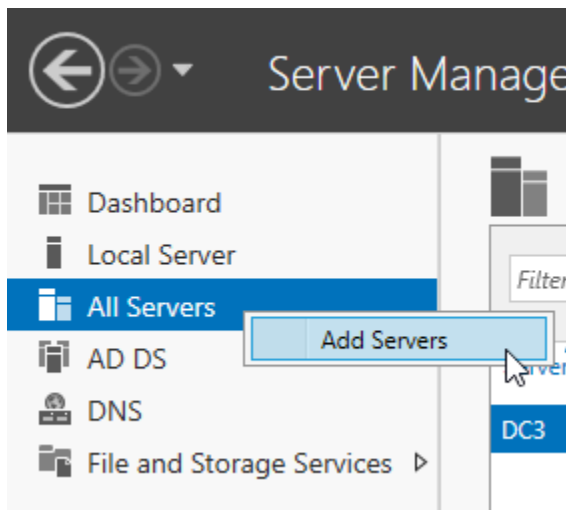 Server Manage
Dashboard
Local Server
All Servers
Add Servers
AD DS
DNS
File and Storage Services
Filter
DC3